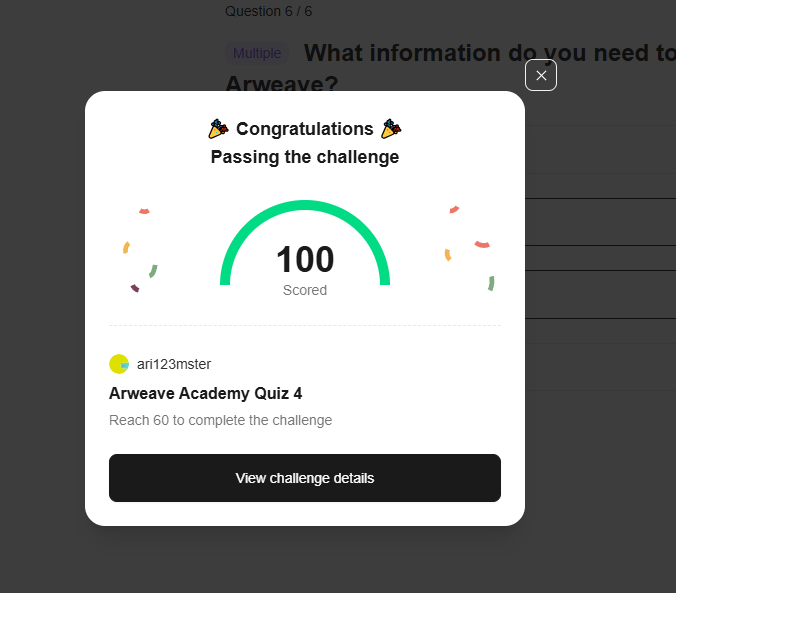 Question 6 / 6
Multiple What information do you need to
Arweave?
Congratulations
Passing the challenge
100
Scored
ari123mster
Arweave Academy Quiz 4
Reach 60 to complete the challenge
View challenge details